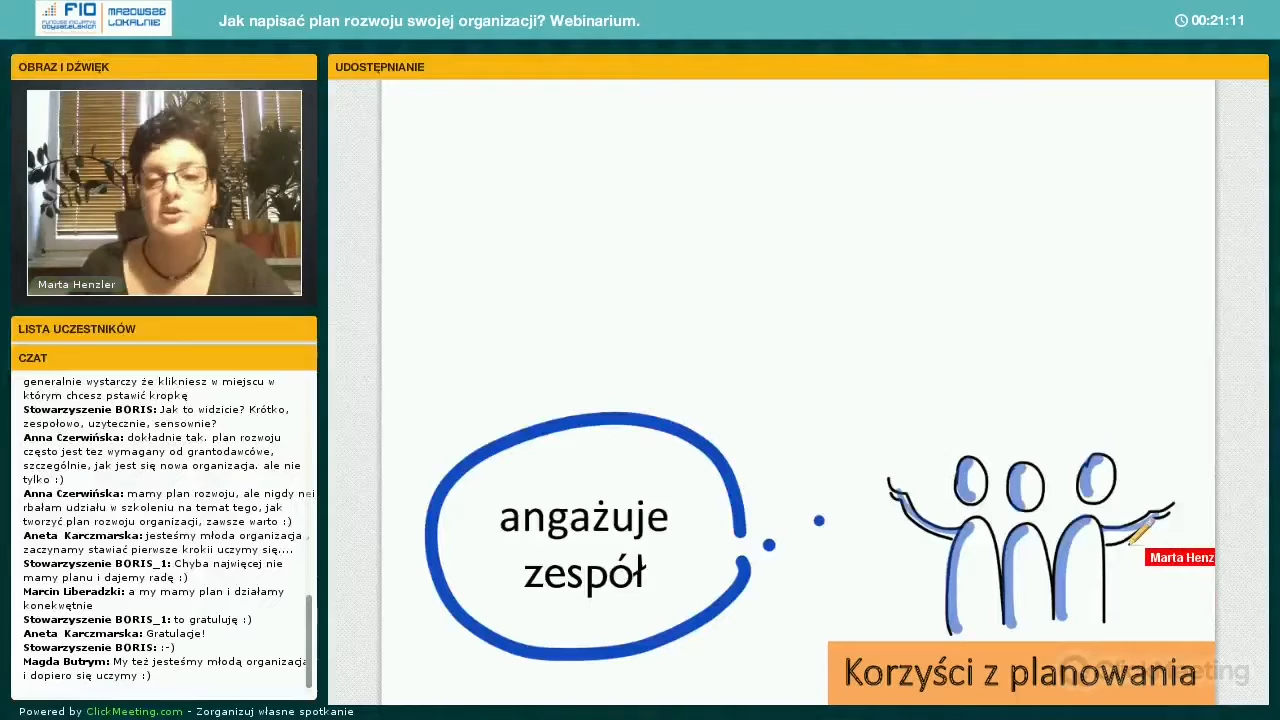 FIO
FUNDUSZ INICJATYW
OBYWATELSKICH
MAZOWSZE
LOKALNIE
Jak napisać plan rozwoju swojej organizacji? Webinarium.
00:21:11
OBRAZ I DŹWIĘK
Marta Henzler
LISTA UCZESTNIKÓW
CZAT
generalnie wystarczy że klikniesz w miejscu w
którym chcesz pstawić kropkę
Stowarzyszenie BORIS: Jak to widzicie? Krótko,
zespołowo, uzytecznie, sensownie?
Anna Czerwińska: dokładnie tak. plan rozwoju
często jest tez wymagany od grantodawców,
szczególnie, jak jest się nowa organizacja. ale nie
tylko :)
Anna Czerwińska: mamy plan rozwoju, ale nigdy nei
rbałam udziału w szkoleniu na temat tego, jak
tworzyć plan rozwoju organizacji, zawsze warto :)
Aneta Karczmarska: jesteśmy młoda organizacja ,
zaczynamy stawiać pierwsze krokii uczymy się....
Stowarzyszenie BORIS_1: Chyba najwięcej nie
mamy planu i dajemy radę :)
Marcin Liberadzki: a my mamy plan i działamy
konekwętnie
Stowarzyszenie BORIS_1: to gratuluję :)
Aneta Karczmarska: Gratulacje!
Stowarzyszenie BORIS: :-)
Magda Butrym: My też jesteśmy młodą organizacją
i dopiero się uczymy :)
UDOSTĘPNIANIE
angażuje
zespół
Marta Henz
Korzyści z planowania
Powered by ClickMeeting.com - Zorganizuj własne spotkanie